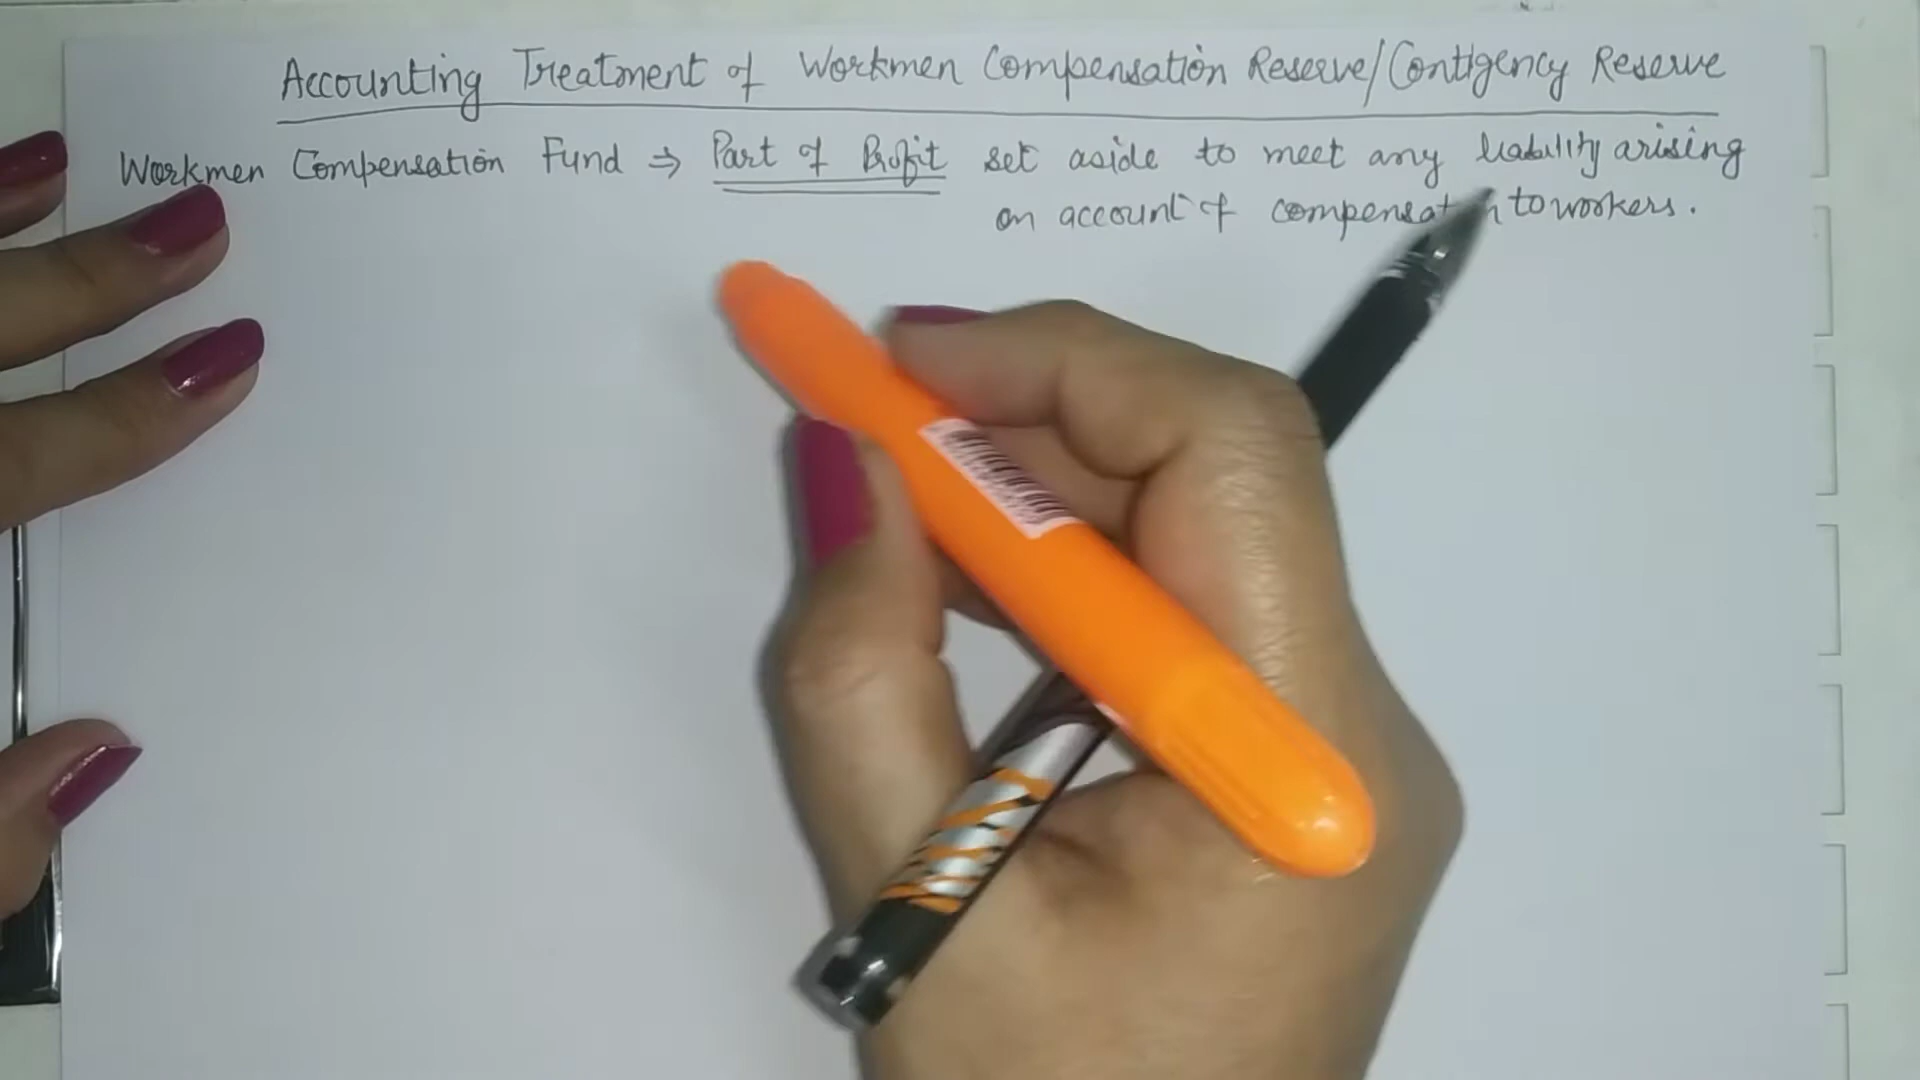 Accounting Treatment of Workmen Compensation Reserve/Contigency Reserve
Workmen Compensation Fund ⇒ Part of Profit set aside to meet any liability arising
on account of compensation to workers.